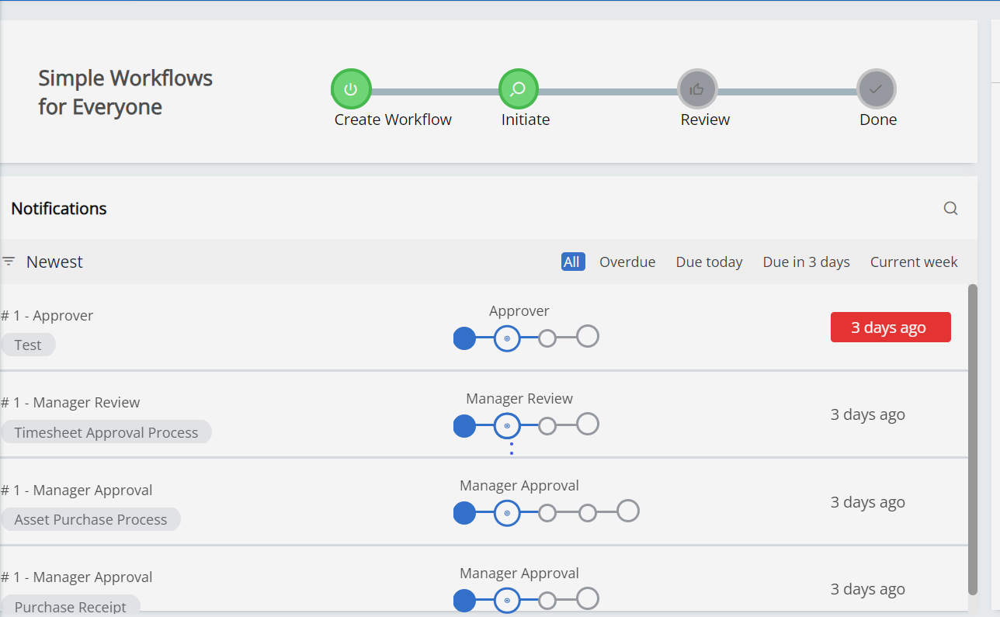 Simple Workflows
for Everyone
Create Workflow
Initiate
Review
Done
Notifications
Newest
All
Overdue
Due today
Due in 3 days
Current week
# 1 - Approver
Test
Approver
3 days ago
# 1 - Manager Review
Timesheet Approval Process
Manager Review
3 days ago
# 1 - Manager Approval
Asset Purchase Process
Manager Approval
3 days ago
# 1 - Manager Approval
Purchase Receipt
Manager Approval
3 days ago